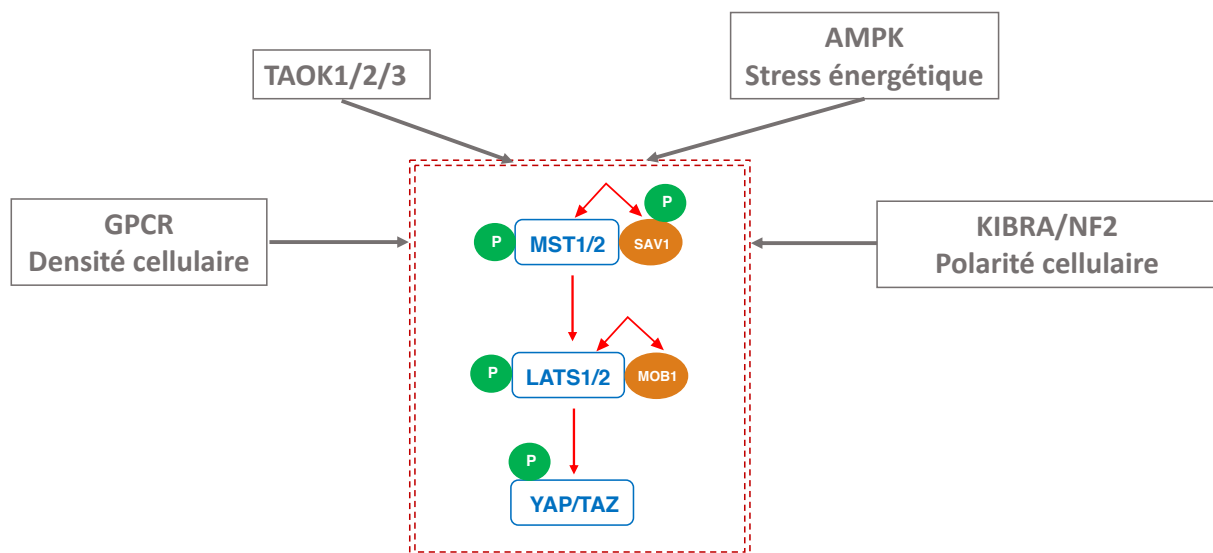 TAOK1/2/3
AMPK
Stress énergétique
GPCR
Densité cellulaire
KIBRA/NF2
Polarité cellulaire
P
P
MST1/2
SAV1
P
LATS1/2
MOB1
P
YAP/TAZ